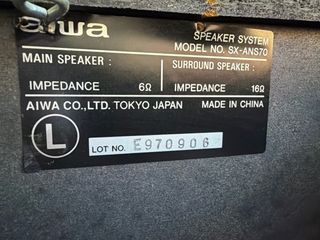 aiwa
SPEAKER SYSTEM
MODEL NO. SX-ANS70
MAIN SPEAKER :
SURROUND SPEAKER :
IMPEDANCE 6Ω
IMPEDANCE 16Ω
AIWA CO.,LTD. TOKYO JAPAN
MADE IN CHINA
L
LOT NO. E970906